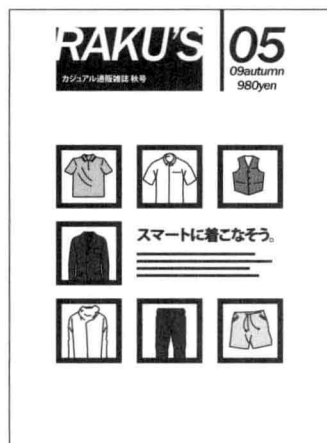 RAKU'S
カジュアル通販雑誌 秋号
05
09autumn
980yen
スマートに着こなそう。